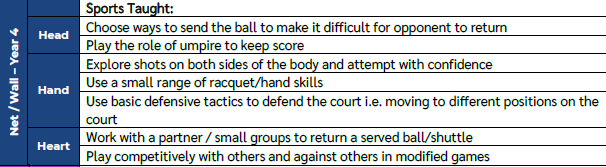 Net / Wall – Year 4
Sports Taught:
Head
Choose ways to send the ball to make it difficult for opponent to return
Play the role of umpire to keep score
Hand
Explore shots on both sides of the body and attempt with confidence
Use a small range of racquet/hand skills
Use basic defensive tactics to defend the court i.e. moving to different positions on the
court
Heart
Work with a partner / small groups to return a served ball/shuttle
Play competitively with others and against others in modified games